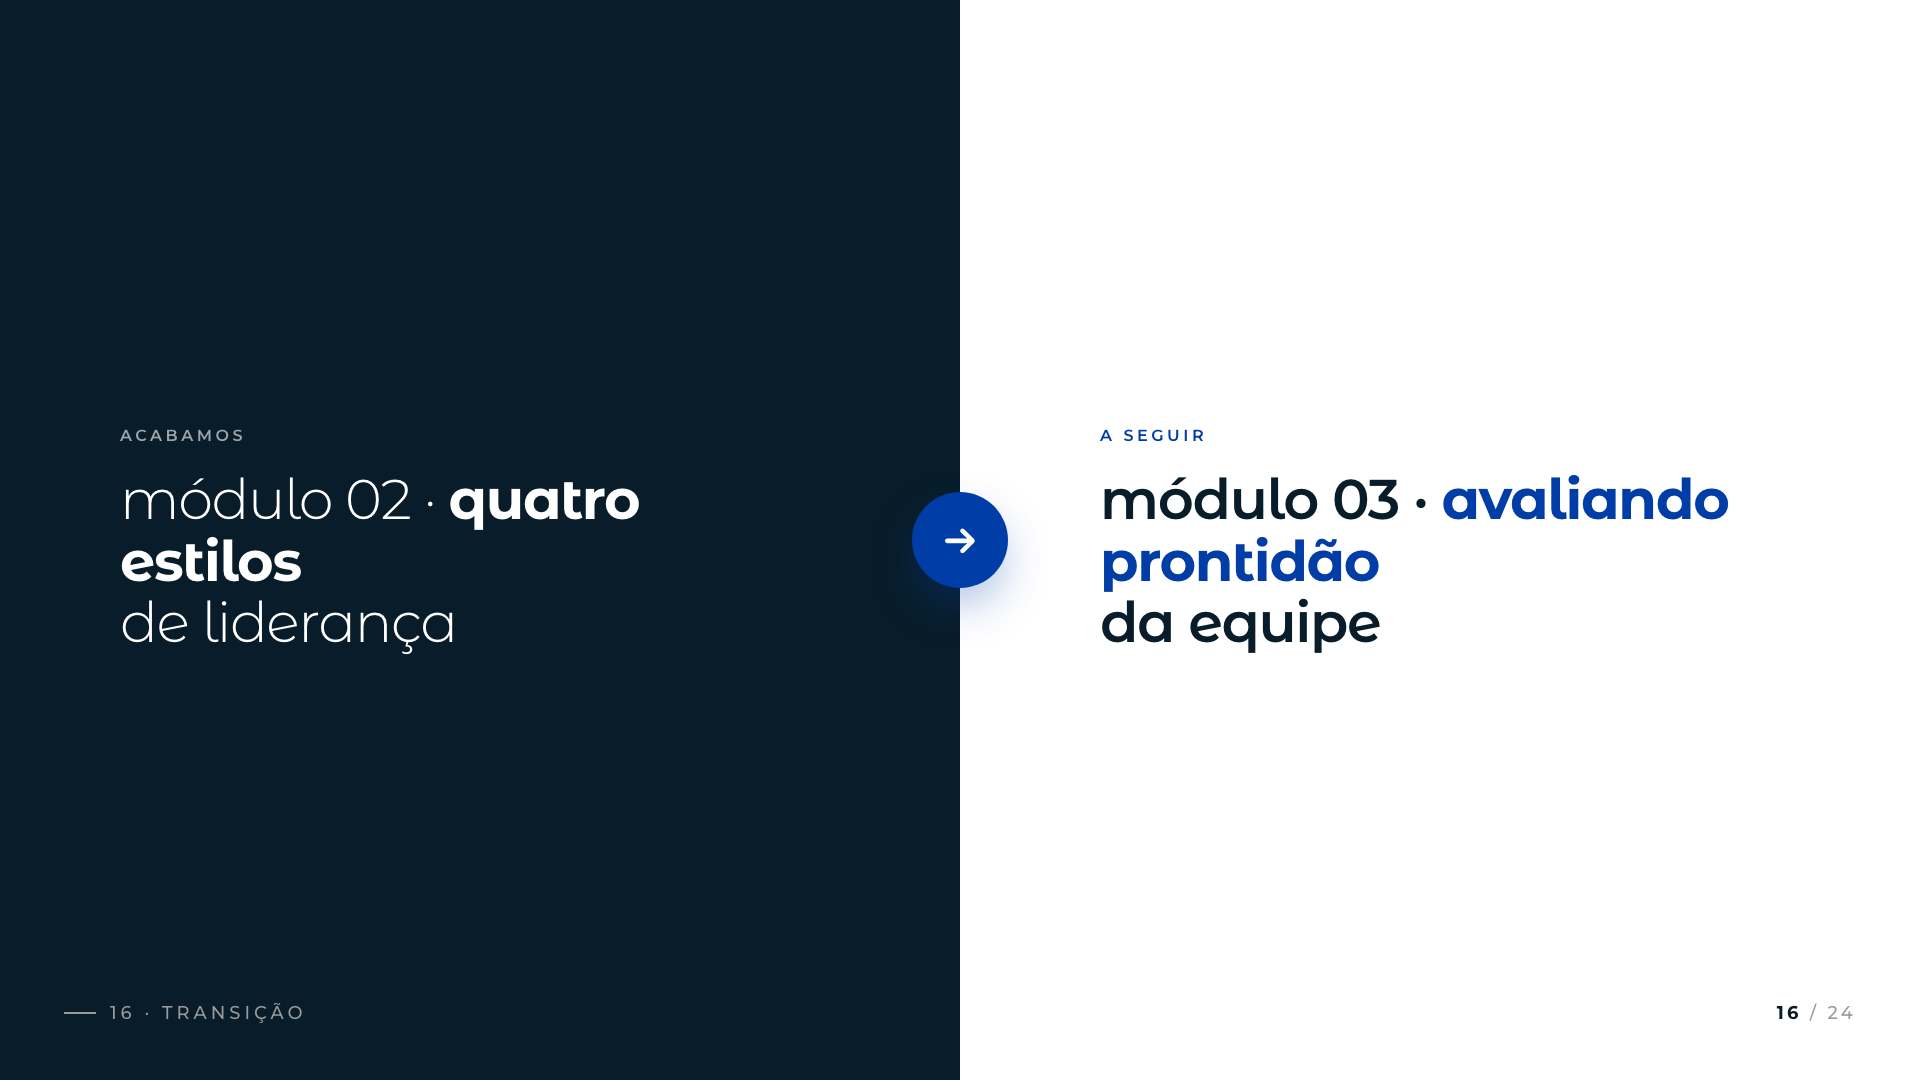 ACABAMOS
módulo 02 · quatro
estilos
de liderança
A SEGUIR
módulo 03 · avaliando
prontidão
da equipe
16 · TRANSIÇÃO
16 / 24